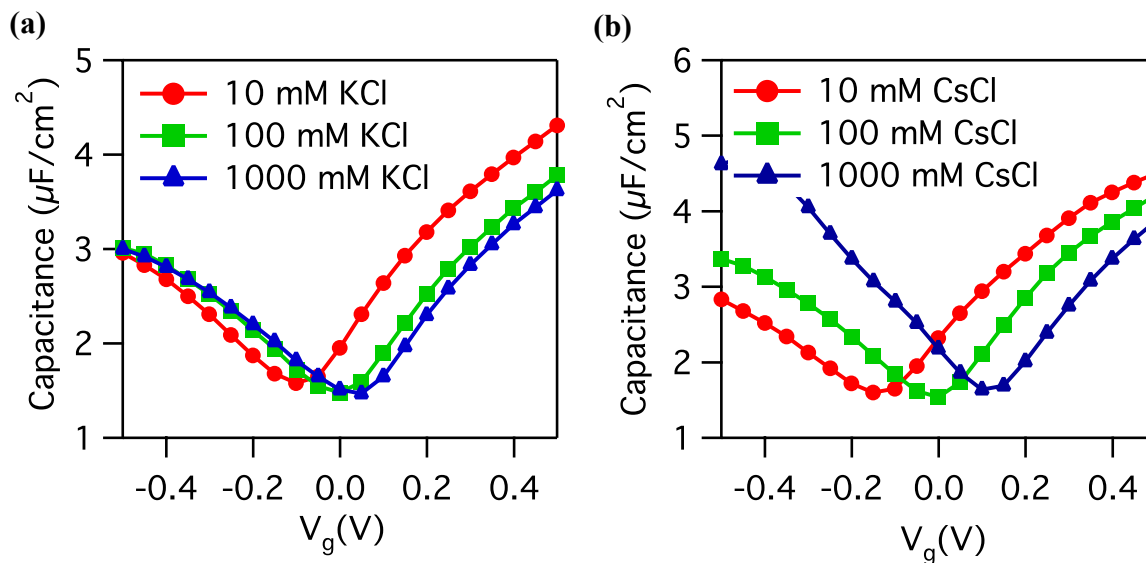 (a)
5
4
3
2
1
Capacitance (µF/cm²)
10 mM KCl
100 mM KCl
1000 mM KCl
-0.4 -0.2 0.0 0.2 0.4
V_g(V)
(b)
6
5
4
3
2
1
Capacitance (µF/cm²)
10 mM CsCl
100 mM CsCl
1000 mM CsCl
-0.4 -0.2 0.0 0.2 0.4
V_g(V)